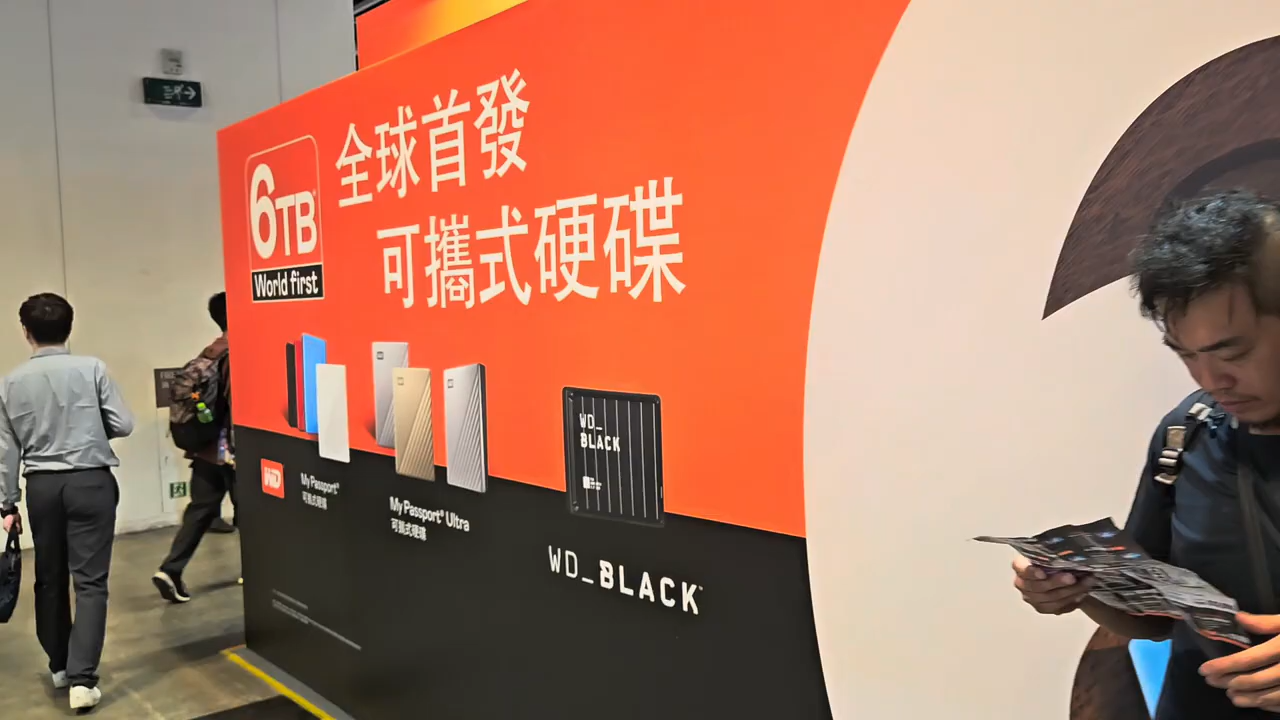 全球首發
6TB
World first
可攜式硬碟
WD_
BLACK
WD
My Passport®
可攜式硬碟
My Passport® Ultra
可攜式硬碟
WD_BLACK